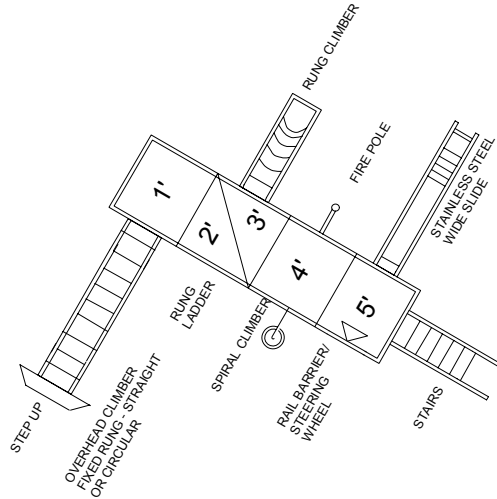 STEP UP
OVERHEAD CLIMBER
FIXED RUNG - STRAIGHT
OR CIRCULAR
RUNG
LADDER
SPIRAL CLIMBER
RAIL BARRIER/
STEERING
WHEEL
STAIRS
1'
2'
3'
4'
5'
RUNG CLIMBER
FIRE POLE
STAINLESS STEEL
WIDE SLIDE